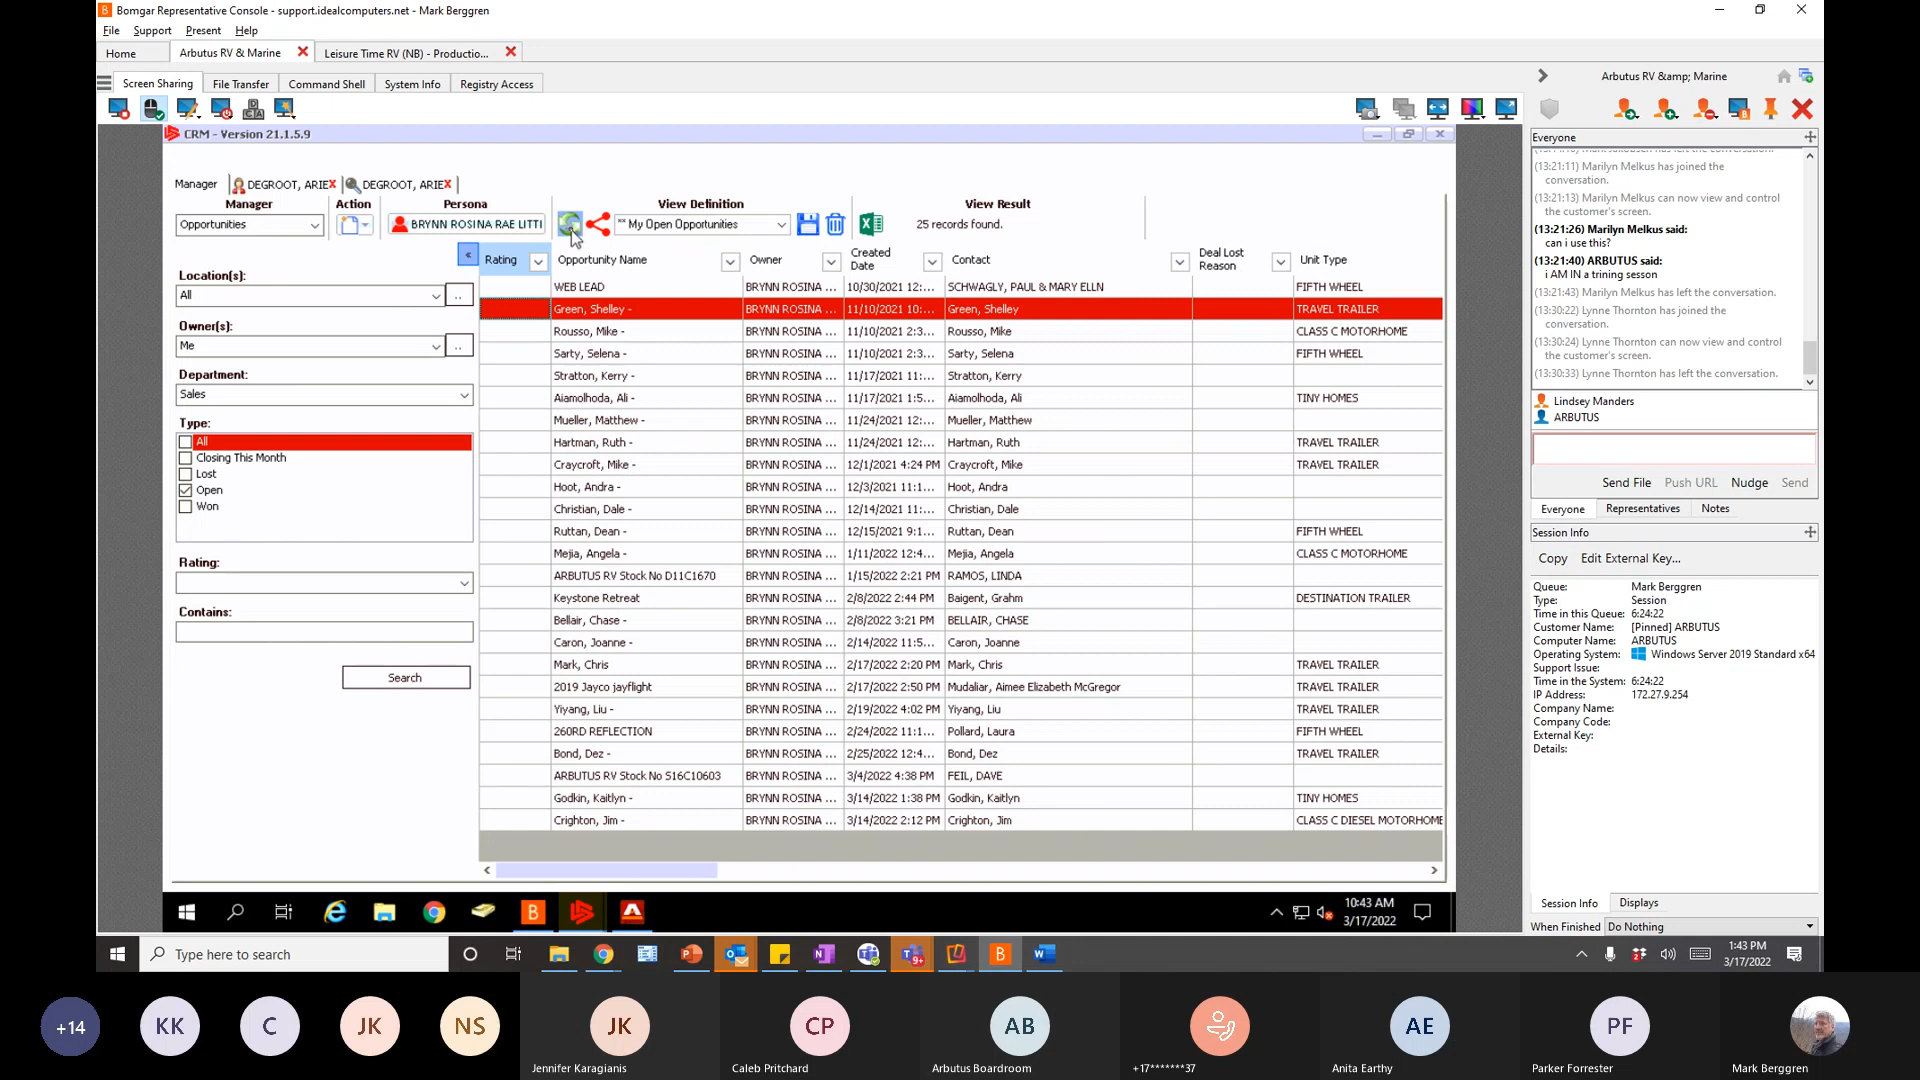 Bomgar Representative Console - support.idealcomputers.net - Mark Berggren
File Support Present Help
Home Arbutus RV & Marine Leisure Time RV (NB) - Productio...
Screen Sharing File Transfer Command Shell System Info Registry Access
Arbutus RV &amp; Marine
CRM - Version 21.1.5.9
Manager DEGROOT, ARIE DEGROOT, ARIE
Manager Action Persona View Definition View Result
Opportunities BRYNN ROSINA RAE LITTI ** My Open Opportunities 25 records found.
Location(s):
All
Owner(s):
Me
Department:
Sales
Type:
All
Closing This Month
Lost
Open
Won
Rating:
Contains:
Search
Rating Opportunity Name Owner Created Date Contact Deal Lost Reason Unit Type
WEB LEAD BRYNN ROSINA ... 10/30/2021 12:... SCHWAGLY, PAUL & MARY ELLN FIFTH WHEEL
Green, Shelley - BRYNN ROSINA ... 11/10/2021 10:... Green, Shelley TRAVEL TRAILER
Rousso, Mike - BRYNN ROSINA ... 11/10/2021 2:3... Rousso, Mike CLASS C MOTORHOME
Sarty, Selena - BRYNN ROSINA ... 11/10/2021 2:3... Sarty, Selena FIFTH WHEEL
Stratton, Kerry - BRYNN ROSINA ... 11/17/2021 11:... Stratton, Kerry
Aiamolhoda, Ali - BRYNN ROSINA ... 11/17/2021 1:5... Aiamolhoda, Ali TINY HOMES
Mueller, Matthew - BRYNN ROSINA ... 11/24/2021 12:... Mueller, Matthew
Hartman, Ruth - BRYNN ROSINA ... 11/24/2021 12:... Hartman, Ruth TRAVEL TRAILER
Craycroft, Mike - BRYNN ROSINA ... 12/1/2021 4:24 PM Craycroft, Mike TRAVEL TRAILER
Hoot, Andra - BRYNN ROSINA ... 12/3/2021 11:1... Hoot, Andra
Christian, Dale - BRYNN ROSINA ... 12/14/2021 11:... Christian, Dale
Ruttan, Dean - BRYNN ROSINA ... 12/15/2021 9:1... Ruttan, Dean FIFTH WHEEL
Mejia, Angela - BRYNN ROSINA ... 1/11/2022 12:4... Mejia, Angela CLASS C MOTORHOME
ARBUTUS RV Stock No D11C1670 BRYNN ROSINA ... 1/15/2022 2:21 PM RAMOS, LINDA
Keystone Retreat BRYNN ROSINA ... 2/8/2022 2:44 PM Baigent, Grahm DESTINATION TRAILER
Bellair, Chase - BRYNN ROSINA ... 2/8/2022 3:21 PM BELLAIR, CHASE
Caron, Joanne - BRYNN ROSINA ... 2/14/2022 11:5... Caron, Joanne
Mark, Chris BRYNN ROSINA ... 2/17/2022 2:20 PM Mark, Chris TRAVEL TRAILER
2019 Jayco jayflight BRYNN ROSINA ... 2/17/2022 2:50 PM Mudaliar, Aimee Elizabeth McGregor TRAVEL TRAILER
Yiyang, Liu - BRYNN ROSINA ... 2/19/2022 4:02 PM Yiyang, Liu TRAVEL TRAILER
260RD REFLECTION BRYNN ROSINA ... 2/24/2022 11:1... Pollard, Laura FIFTH WHEEL
Bond, Dez - BRYNN ROSINA ... 2/25/2022 12:4... Bond, Dez TRAVEL TRAILER
ARBUTUS RV Stock No S16C10603 BRYNN ROSINA ... 3/4/2022 4:38 PM FEIL, DAVE
Godkin, Kaitlyn - BRYNN ROSINA ... 3/14/2022 1:38 PM Godkin, Kaitlyn TINY HOMES
Crighton, Jim - BRYNN ROSINA ... 3/14/2022 2:12 PM Crighton, Jim CLASS C DIESEL MOTORHOME
10:43 AM
3/17/2022
Everyone
(13:21:11) Marilyn Melkus has joined the
conversation.
(13:21:13) Marilyn Melkus can now view and control
the customer's screen.
(13:21:26) Marilyn Melkus said:
can i use this?
(13:21:40) ARBUTUS said:
i AM IN a trining sesson
(13:21:43) Marilyn Melkus has left the conversation.
(13:30:22) Lynne Thornton has joined the
conversation.
(13:30:24) Lynne Thornton can now view and control
the customer's screen.
(13:30:33) Lynne Thornton has left the conversation.
Lindsey Manders
ARBUTUS
Send File Push URL Nudge Send
Everyone Representatives Notes
Session Info
Copy Edit External Key...
Queue: Mark Berggren
Type: Session
Time in this Queue: 6:24:22
Customer Name: [Pinned] ARBUTUS
Computer Name: ARBUTUS
Operating System: Windows Server 2019 Standard x64
Support Issue:
Time in the System: 6:24:22
IP Address: 172.27.9.254
Company Name:
Company Code:
External Key:
Details:
Session Info Displays
When Finished Do Nothing
Type here to search
1:43 PM
3/17/2022
+14 KK C JK NS JK CP AB AE PF
Jennifer Karagianis Caleb Pritchard Arbutus Boardroom +17*******37 Anita Earthy Parker Forrester Mark Berggren